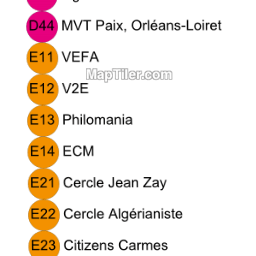 D44 MVT Paix, Orléans-Loiret
E11 VEFA
MapTiler.com
E12 V2E
E13 Philomania
E14 ECM
E21 Cercle Jean Zay
E22 Cercle Algérianiste
E23 Citizens Carmes